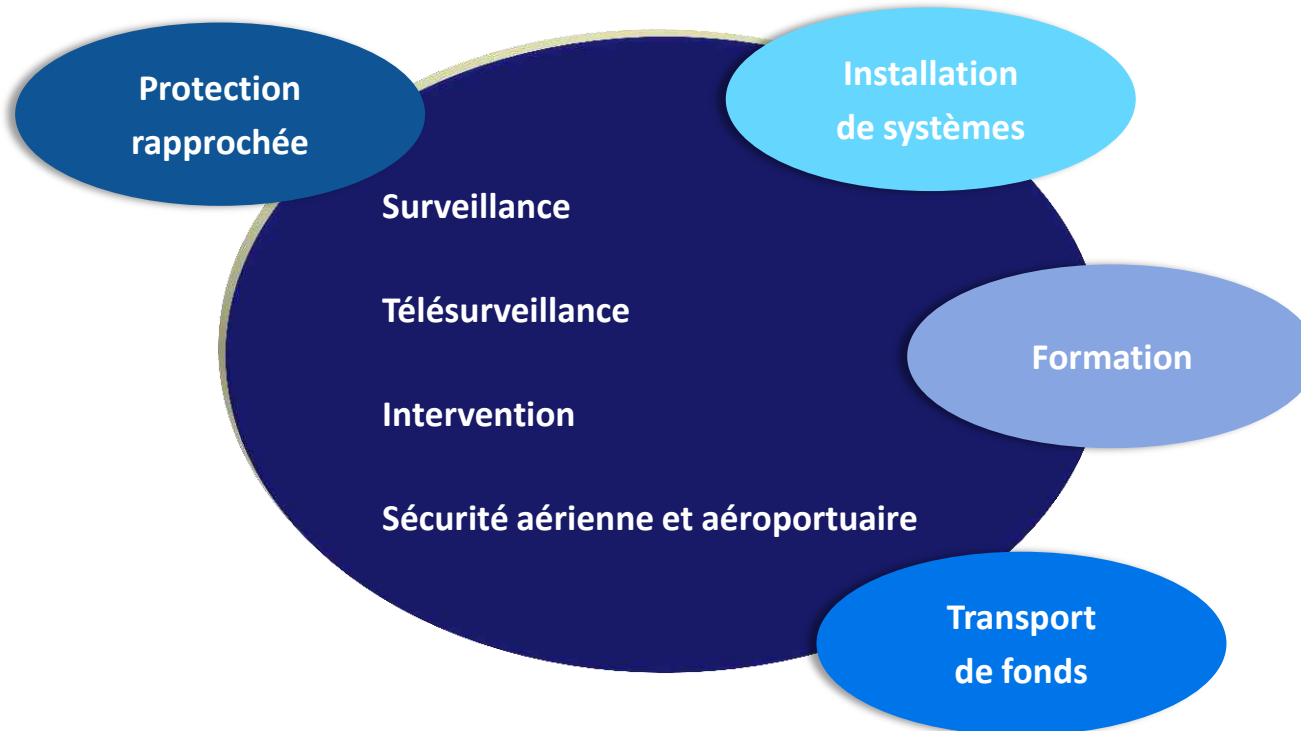 Protection
rapprochée
Installation
de systèmes
Surveillance
Télésurveillance
Formation
Intervention
Sécurité aérienne et aéroportuaire
Transport
de fonds